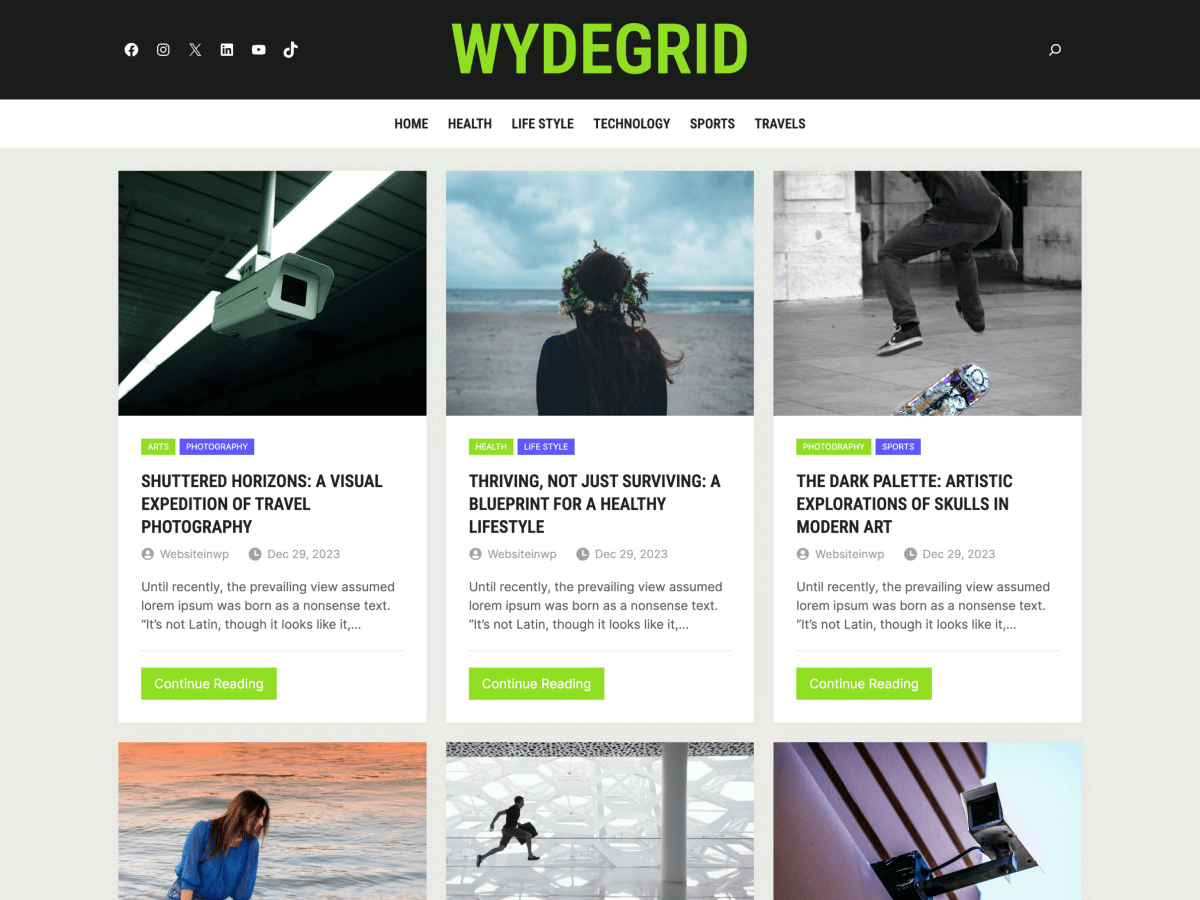 WYDEGRID
HOME HEALTH LIFE STYLE TECHNOLOGY SPORTS TRAVELS
ARTS PHOTOGRAPHY
SHUTTERED HORIZONS: A VISUAL
EXPEDITION OF TRAVEL
PHOTOGRAPHY
Websiteinwp Dec 29, 2023
Until recently, the prevailing view assumed
lorem ipsum was born as a nonsense text.
“It’s not Latin, though it looks like it,...
Continue Reading
HEALTH LIFE STYLE
THRIVING, NOT JUST SURVIVING: A
BLUEPRINT FOR A HEALTHY
LIFESTYLE
Websiteinwp Dec 29, 2023
Until recently, the prevailing view assumed
lorem ipsum was born as a nonsense text.
“It’s not Latin, though it looks like it,...
Continue Reading
PHOTOGRAPHY SPORTS
THE DARK PALETTE: ARTISTIC
EXPLORATIONS OF SKULLS IN
MODERN ART
Websiteinwp Dec 29, 2023
Until recently, the prevailing view assumed
lorem ipsum was born as a nonsense text.
“It’s not Latin, though it looks like it,...
Continue Reading